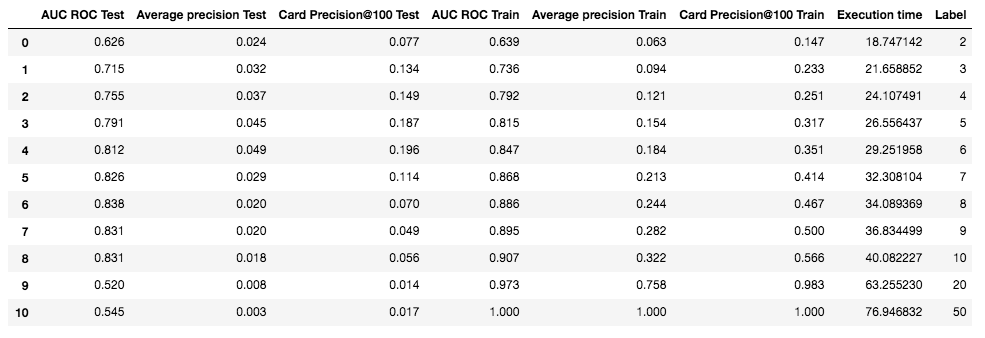 AUC ROC Test Average precision Test Card Precision@100 Test AUC ROC Train Average precision Train Card Precision@100 Train Execution time Label
0 0.626 0.024 0.077 0.639 0.063 0.147 18.747142 2
1 0.715 0.032 0.134 0.736 0.094 0.233 21.658852 3
2 0.755 0.037 0.149 0.792 0.121 0.251 24.107491 4
3 0.791 0.045 0.187 0.815 0.154 0.317 26.556437 5
4 0.812 0.049 0.196 0.847 0.184 0.351 29.251958 6
5 0.826 0.029 0.114 0.868 0.213 0.414 32.308104 7
6 0.838 0.020 0.070 0.886 0.244 0.467 34.089369 8
7 0.831 0.020 0.049 0.895 0.282 0.500 36.834499 9
8 0.831 0.018 0.056 0.907 0.322 0.566 40.082227 10
9 0.520 0.008 0.014 0.973 0.758 0.983 63.255230 20
10 0.545 0.003 0.017 1.000 1.000 1.000 76.946832 50